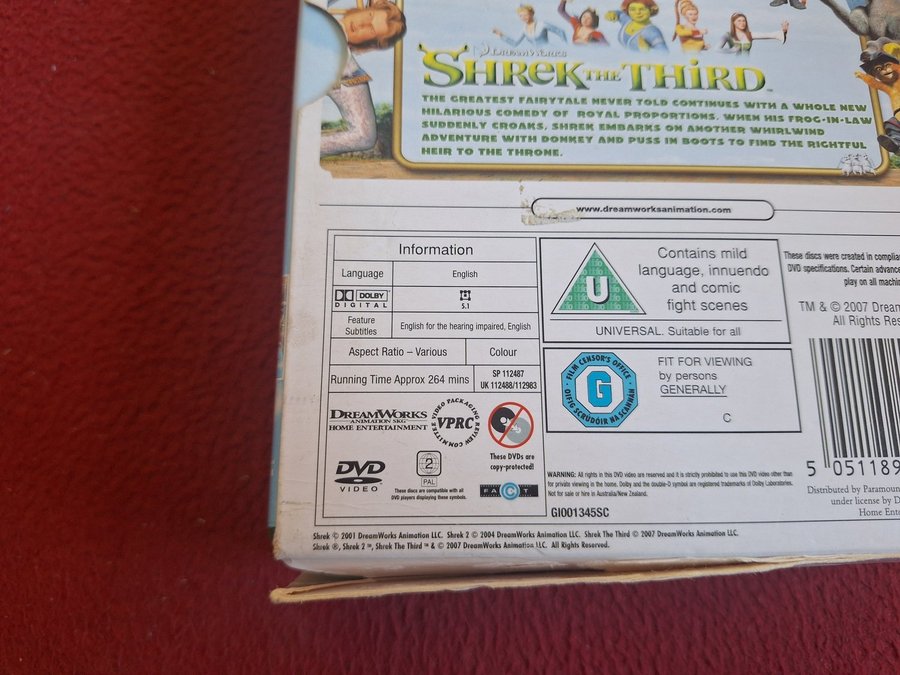 DREAMWORKS
SHREK THE THIRD
THE GREATEST FAIRYTALE NEVER TOLD CONTINUES WITH A WHOLE NEW
HILARIOUS COMEDY OF ROYAL PROPORTIONS. WHEN HIS FROG-IN-LAW
SUDDENLY CROAKS, SHREK EMBARKS ON ANOTHER WHIRLWIND
ADVENTURE WITH DONKEY AND PUSS IN BOOTS TO FIND THE RIGHTFUL
HEIR TO THE THRONE.
www.dreamworksanimation.com
Information
Language English
DOLBY
DIGITAL
5.1
Feature
Subtitles
English for the hearing impaired, English
Aspect Ratio – Various Colour
Running Time Approx 264 mins
SP 112487
UK 112488/112983
DREAMWORKS
ANIMATION SKG
HOME ENTERTAINMENT
VIDEO PACKAGING REVIEW COMMITTEE
VPRC
These DVDs are
copy-protected!
DVD
VIDEO
2
PAL
These discs are compatible with all
DVD players displaying these symbols.
FACT
U
Contains mild
language, innuendo
and comic
fight scenes
UNIVERSAL. Suitable for all
FILM CENSOR'S OFFICE
G
OIFIG SCRÚDÓIR NA SCANNÁN
FIT FOR VIEWING
by persons
GENERALLY
C
WARNING: All rights in this DVD video are reserved and it is strictly prohibited to use this DVD video other than
for private viewing in the home. Dolby and the double-D symbol are registered trademarks of Dolby Laboratories.
Not for sale or hire in Australia/New Zealand.
GI001345SC
These discs were created in
DVD specifications. Certain
play on all
TM & © 2007
All Rights
5 051189
Distributed by
under license by
Home
Shrek © 2001 DreamWorks Animation LLC. Shrek 2 © 2004 DreamWorks Animation LLC. Shrek The Third © 2007 DreamWorks Animation LLC.
Shrek ®, Shrek 2 ™, Shrek The Third ™ & © 2007 DreamWorks Animation LLC. All Rights Reserved.